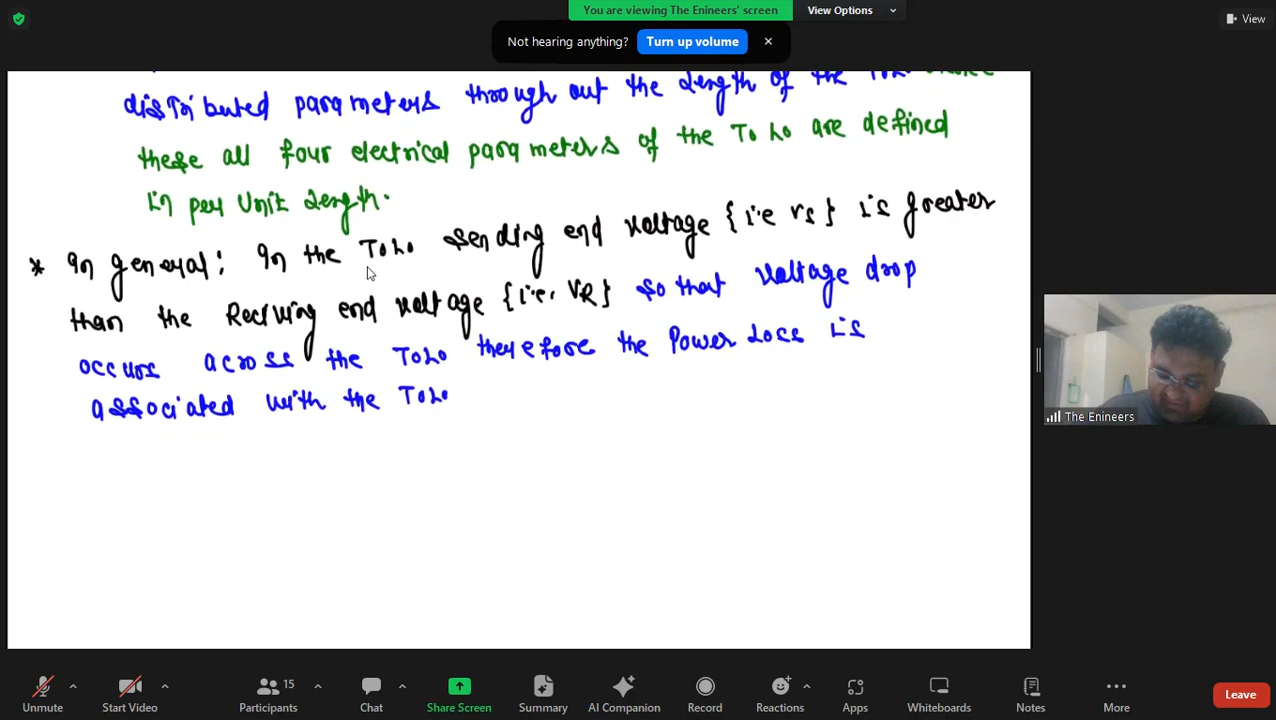 You are viewing The Enineers' screen
View Options
View
Not hearing anything? Turn up volume
distributed parameters through out the Length of the T.L.
these all four electrical parameters of the T.L. are defined
in per Unit Length.
* In general: In the T.L. sending end voltage {i.e Vs} is greater
than the Reciving end voltage {i.e. VR} so that voltage drop
occurs across the T.L. therefore the Power Loss is
associated with the T.L.
The Enineers
Unmute
Start Video
15
Participants
Chat
Share Screen
Summary
AI Companion
Record
Reactions
Apps
Whiteboards
Notes
More
Leave